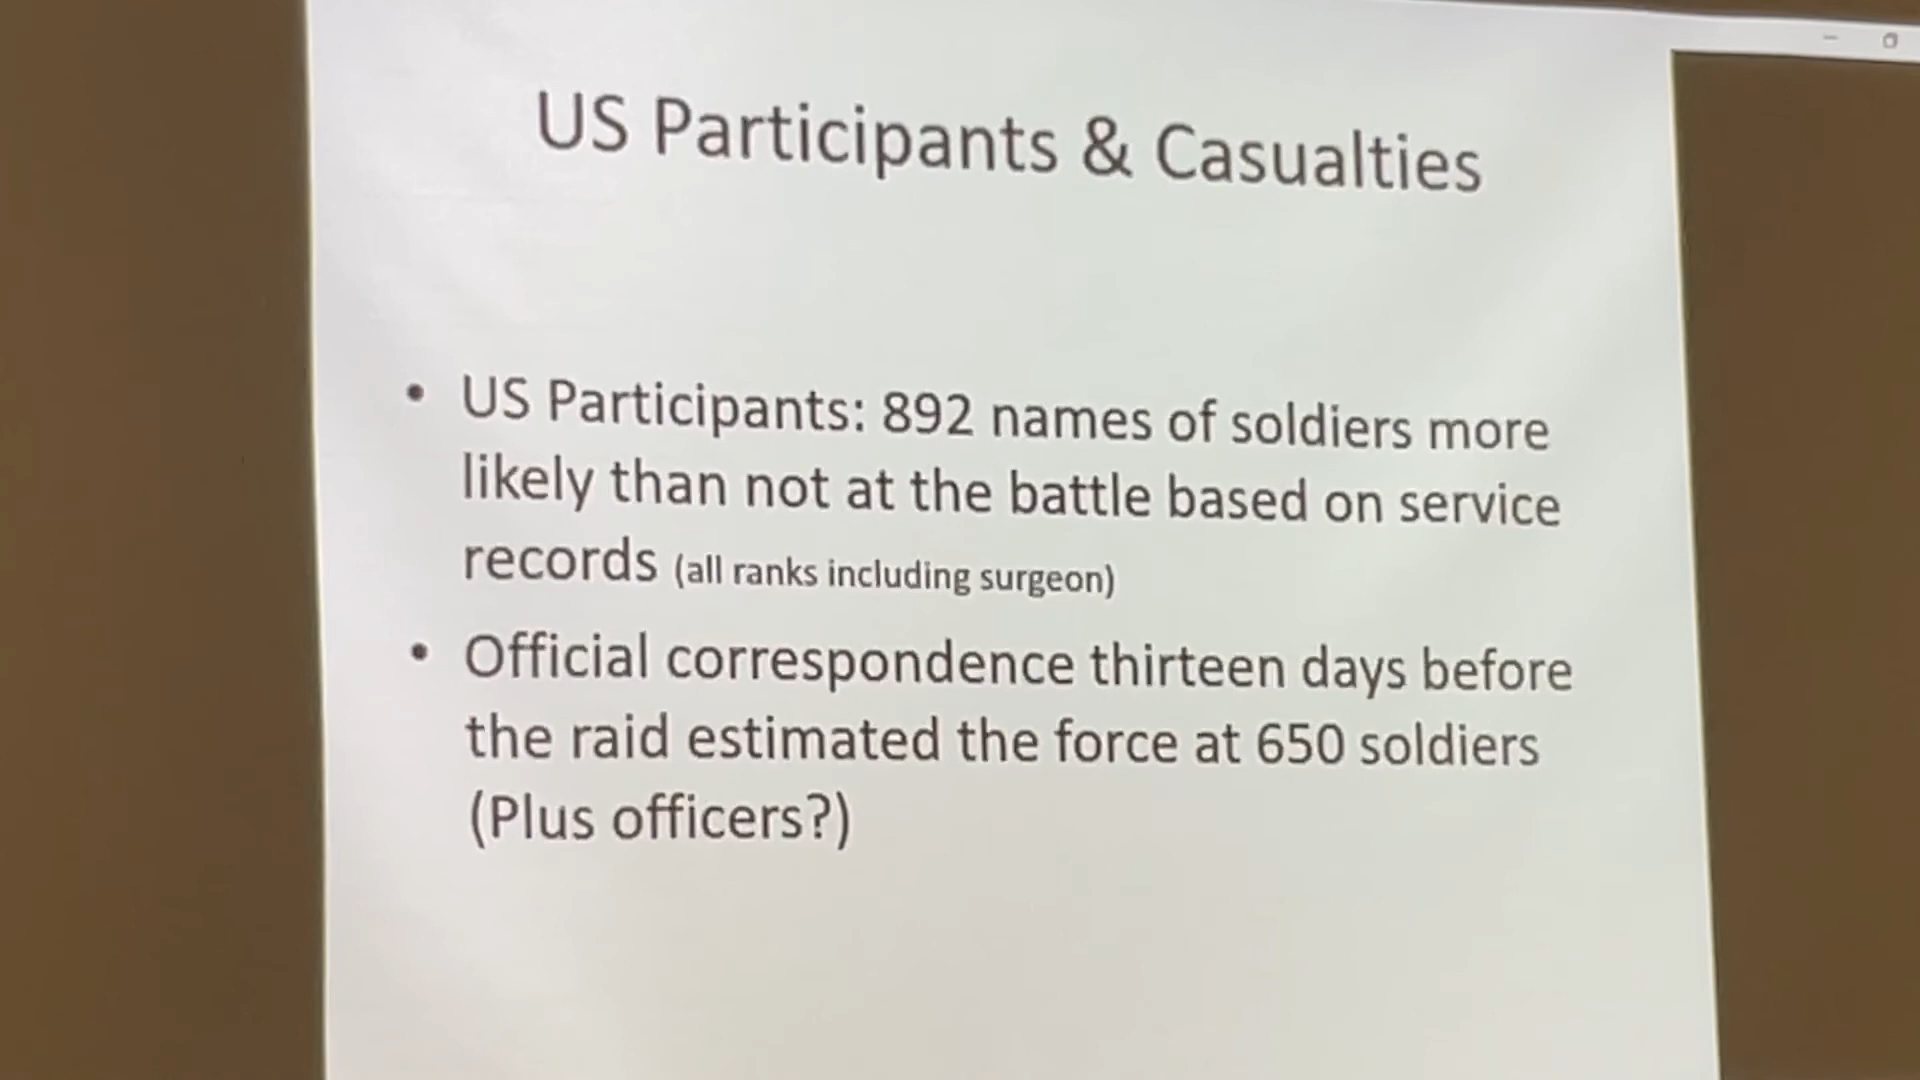 US Participants & Casualties
• US Participants: 892 names of soldiers more
likely than not at the battle based on service
records (all ranks including surgeon)
• Official correspondence thirteen days before
the raid estimated the force at 650 soldiers
(Plus officers?)